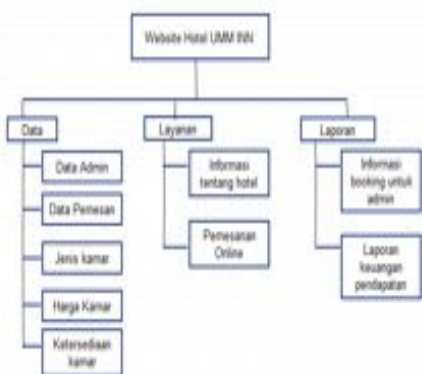 Website Hotel UMM INN
Data
Data Admin
Data Pemesan
Jenis kamar
Harga Kamar
Ketersediaan
kamar
Layanan
Informasi
tentang hotel
Pemesanan
Online
Laporan
Informasi
booking untuk
admin
Laporan
keuangan
pendapatan